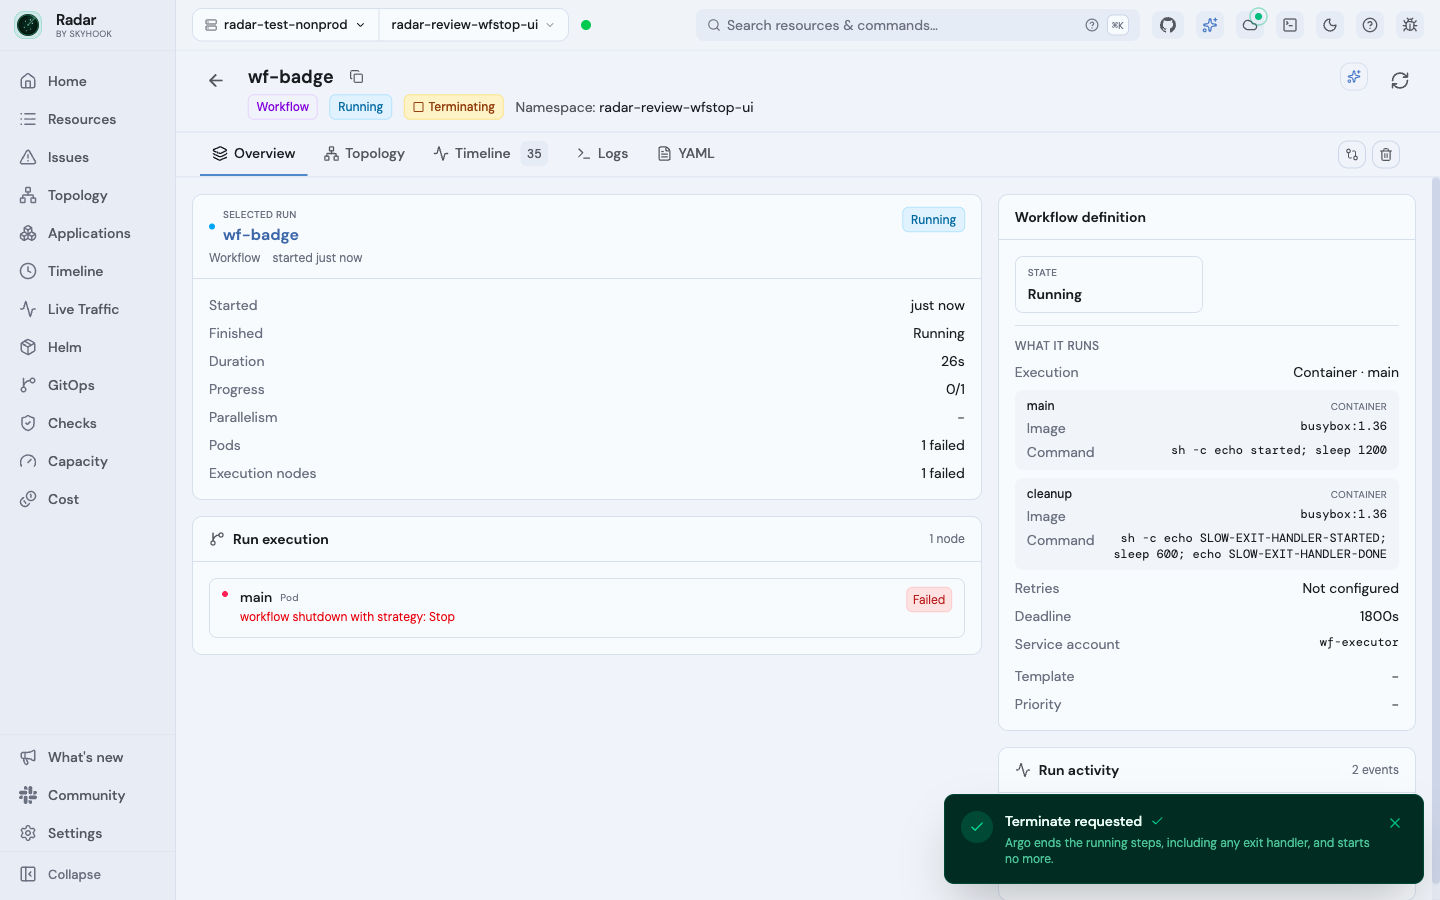 Radar
BY SKYHOOK
radar-test-nonprod
radar-review-wfstop-ui
Search resources & commands...
⌘K
Home
Resources
Issues
Topology
Applications
Timeline
Live Traffic
Helm
GitOps
Checks
Capacity
Cost
What's new
Community
Settings
Collapse
wf-badge
Workflow
Running
Terminating
Namespace: radar-review-wfstop-ui
Overview
Topology
Timeline 35
Logs
YAML
SELECTED RUN
wf-badge
Running
Workflow started just now
Started just now
Finished Running
Duration 26s
Progress 0/1
Parallelism –
Pods 1 failed
Execution nodes 1 failed
Run execution 1 node
main Pod
Failed
workflow shutdown with strategy: Stop
Workflow definition
STATE
Running
WHAT IT RUNS
Execution Container · main
main CONTAINER
Image busybox:1.36
Command sh -c echo started; sleep 1200
cleanup CONTAINER
Image busybox:1.36
Command sh -c echo SLOW-EXIT-HANDLER-STARTED;
sleep 600; echo SLOW-EXIT-HANDLER-DONE
Retries Not configured
Deadline 1800s
Service account wf-executor
Template –
Priority –
Run activity 2 events
Terminate requested
Argo ends the running steps, including any exit handler, and starts
no more.